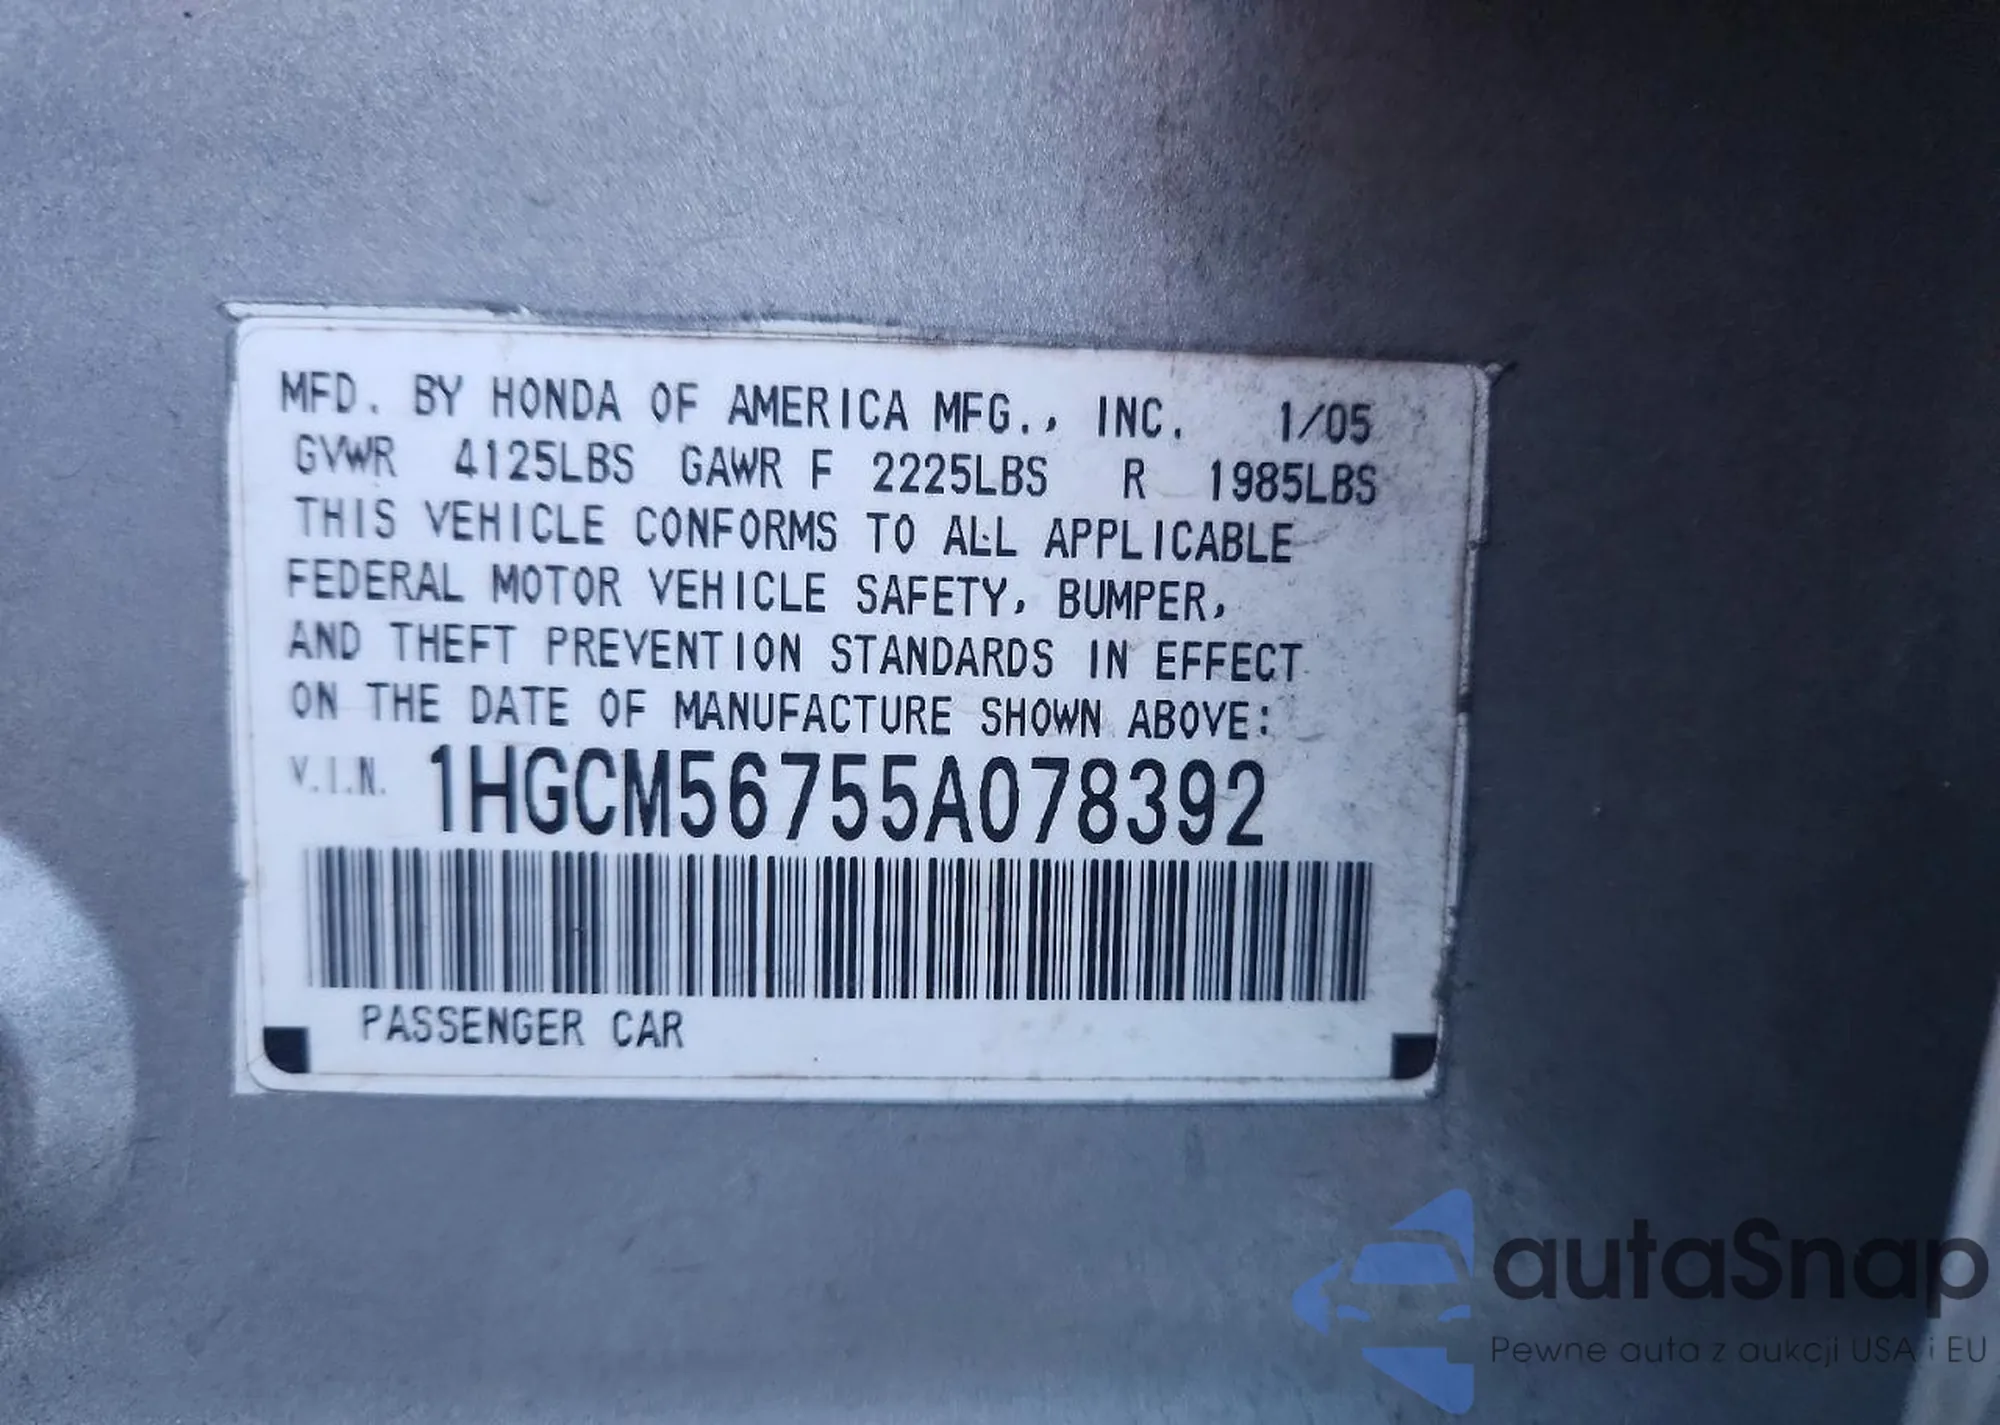 MFD. BY HONDA OF AMERICA MFG., INC. 1/05
GVWR 4125LBS GAWR F 2225LBS R 1985LBS
THIS VEHICLE CONFORMS TO ALL APPLICABLE
FEDERAL MOTOR VEHICLE SAFETY, BUMPER,
AND THEFT PREVENTION STANDARDS IN EFFECT
ON THE DATE OF MANUFACTURE SHOWN ABOVE:
V.I.N. 1HGCM56755A078392
PASSENGER CAR
autaSnap
Pewne auta z aukcji USA i EU